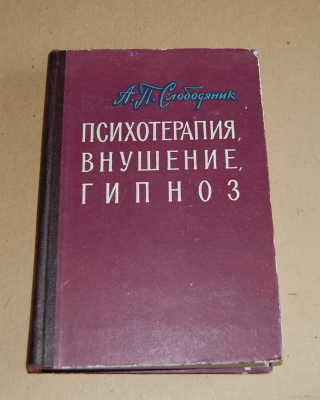 А. П. Слободяник
ПСИХОТЕРАПИЯ,
ВНУШЕНИЕ,
ГИПНОЗ